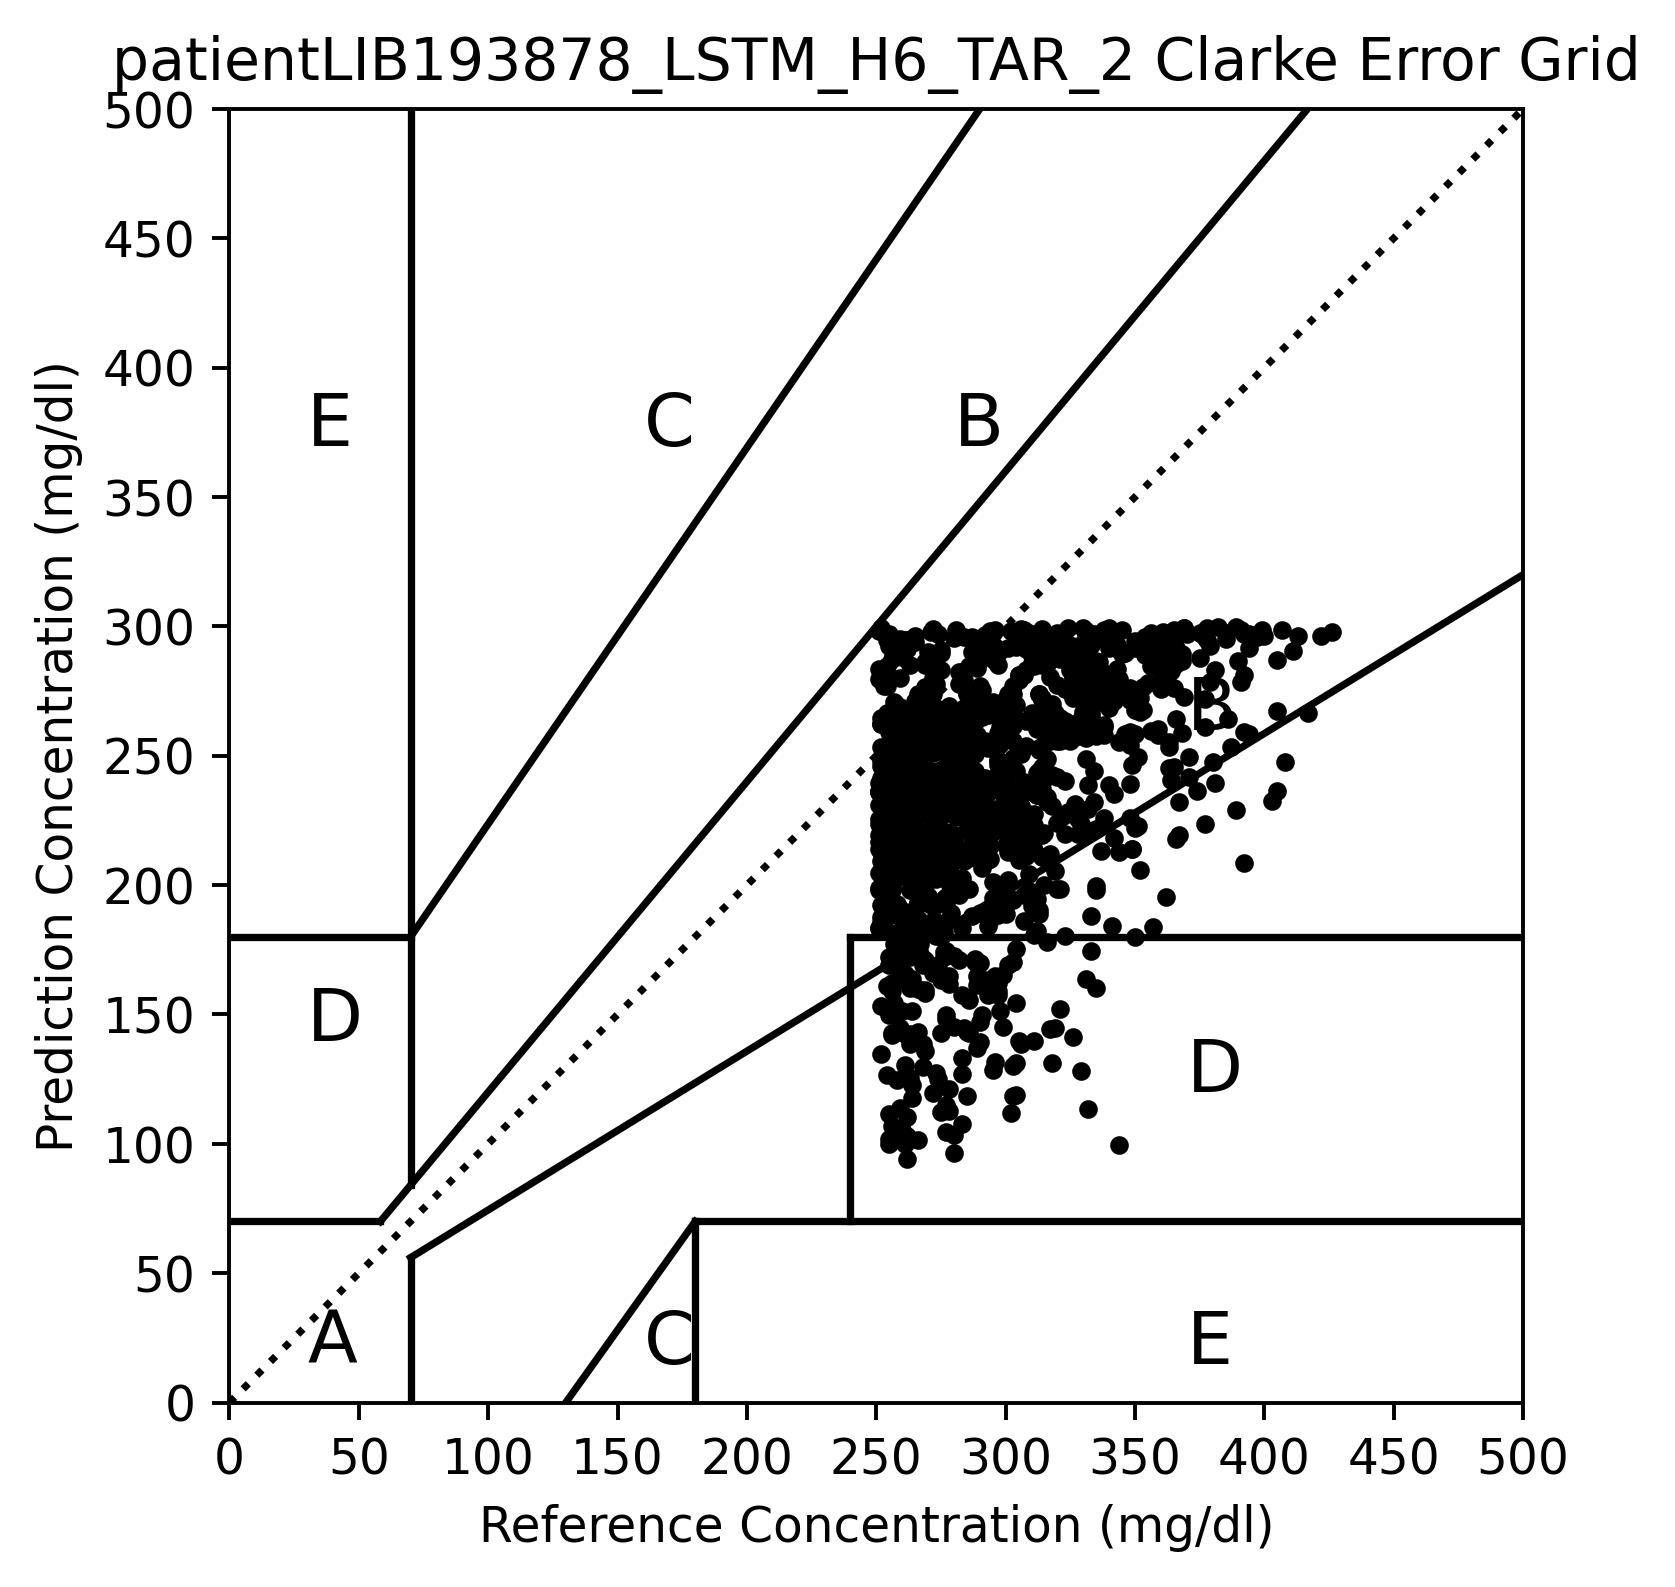 patientLIB193878_LSTM_H6_TAR_2 Clarke Error Grid
500
450
400
350
300
250
200
150
100
50
0
Prediction Concentration (mg/dl)
E
C
B
B
D
D
A
C
E
0 50 100 150 200 250 300 350 400 450 500
Reference Concentration (mg/dl)